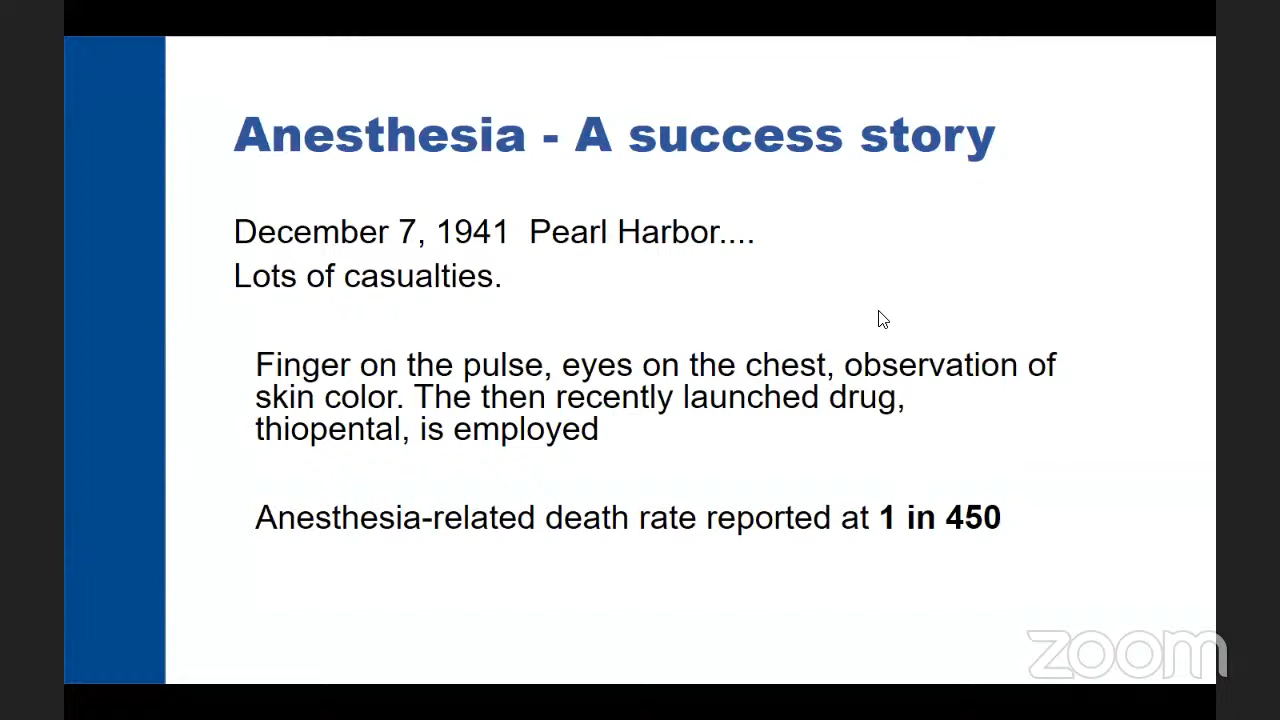 Anesthesia - A success story
December 7, 1941  Pearl Harbor....
Lots of casualties.
Finger on the pulse, eyes on the chest, observation of
skin color. The then recently launched drug,
thiopental, is employed
Anesthesia-related death rate reported at 1 in 450
zoom